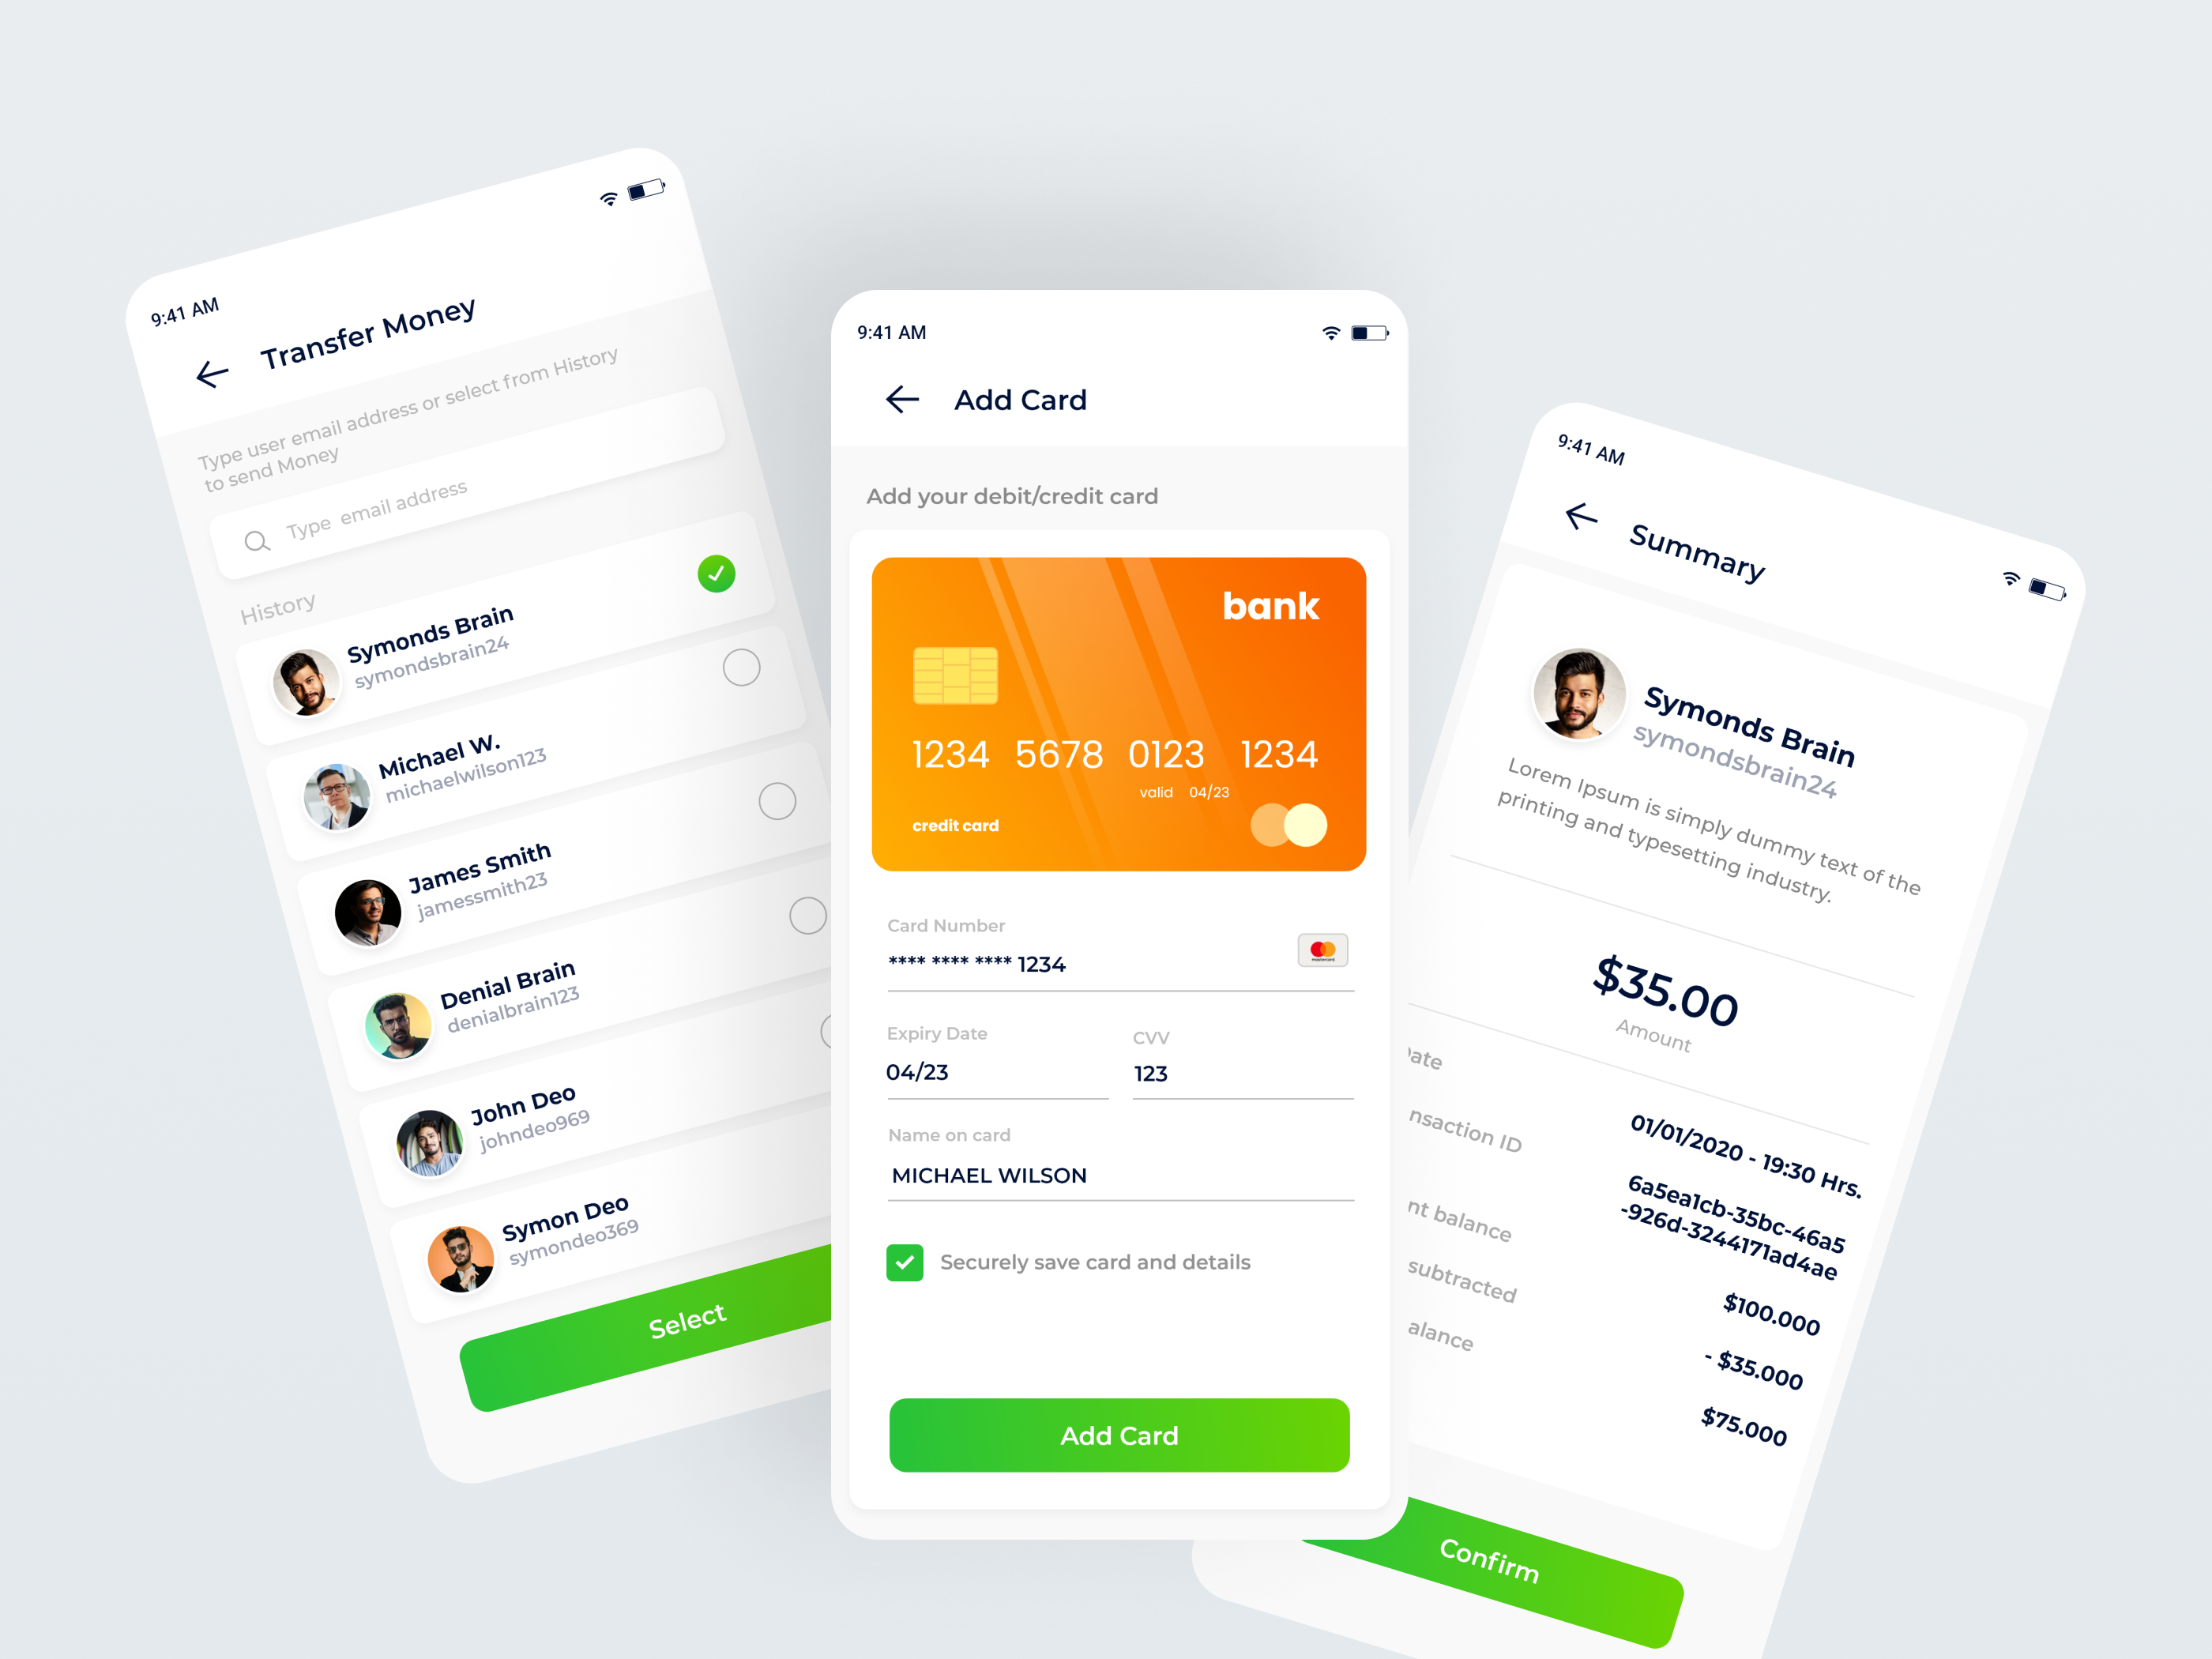 9:41 AM
Transfer Money
Type user email address or select from History
to send Money
Type email address
History
Symonds Brain
symondsbrain24
Michael W.
michaelwilson123
James Smith
jamessmith23
Denial Brain
denialbrain123
John Deo
johndeo969
Symon Deo
symondeo369
Select
9:41 AM
Add Card
Add your debit/credit card
bank
1234 5678 0123 1234
valid 04/23
credit card
Card Number
**** **** **** 1234
mastercard
Expiry Date
04/23
CVV
123
Name on card
MICHAEL WILSON
Securely save card and details
Add Card
9:41 AM
Summary
Symonds Brain
symondsbrain24
Lorem Ipsum is simply dummy text of the
printing and typesetting industry.
$35.00
Amount
ate
01/01/2020 - 19:30 Hrs.
nsaction ID
6a5ea1cb-35bc-46a5
-926d-3244171ad4ae
nt balance
$100.000
subtracted
- $35.000
alance
$75.000
Confirm